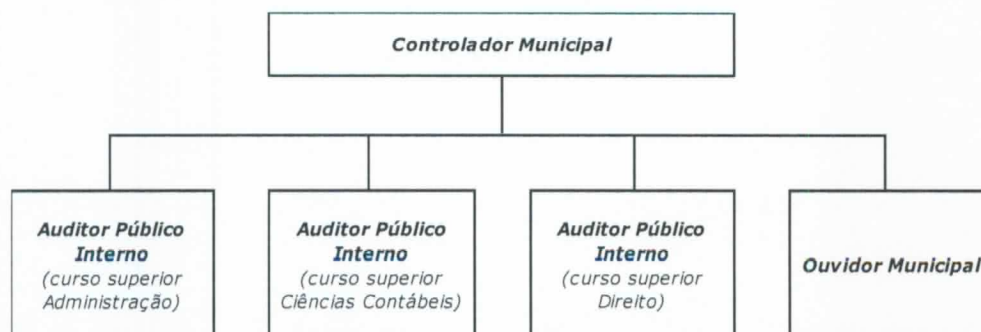 Controlador Municipal
Auditor Público
Interno
(curso superior
Administração)
Auditor Público
Interno
(curso superior
Ciências Contábeis)
Auditor Público
Interno
(curso superior
Direito)
Ouvidor Municipal